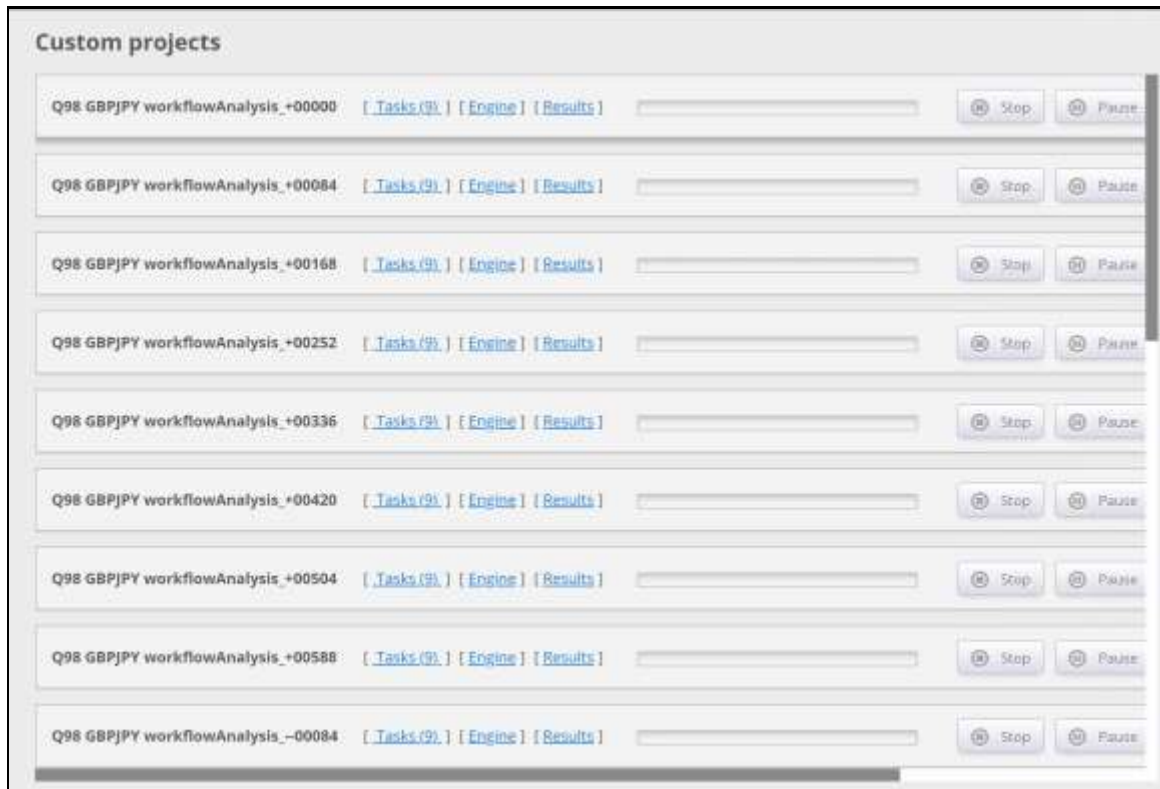 Custom projects
Q98 GBPJPY workflowAnalysis_+00000 [ Tasks (9) ] [ Engine ] [ Results ] Stop Pause
Q98 GBPJPY workflowAnalysis_+00084 [ Tasks (9) ] [ Engine ] [ Results ] Stop Pause
Q98 GBPJPY workflowAnalysis_+00168 [ Tasks (9) ] [ Engine ] [ Results ] Stop Pause
Q98 GBPJPY workflowAnalysis_+00252 [ Tasks (9) ] [ Engine ] [ Results ] Stop Pause
Q98 GBPJPY workflowAnalysis_+00336 [ Tasks (9) ] [ Engine ] [ Results ] Stop Pause
Q98 GBPJPY workflowAnalysis_+00420 [ Tasks (9) ] [ Engine ] [ Results ] Stop Pause
Q98 GBPJPY workflowAnalysis_+00504 [ Tasks (9) ] [ Engine ] [ Results ] Stop Pause
Q98 GBPJPY workflowAnalysis_+00588 [ Tasks (9) ] [ Engine ] [ Results ] Stop Pause
Q98 GBPJPY workflowAnalysis_--00084 [ Tasks (9) ] [ Engine ] [ Results ] Stop Pause